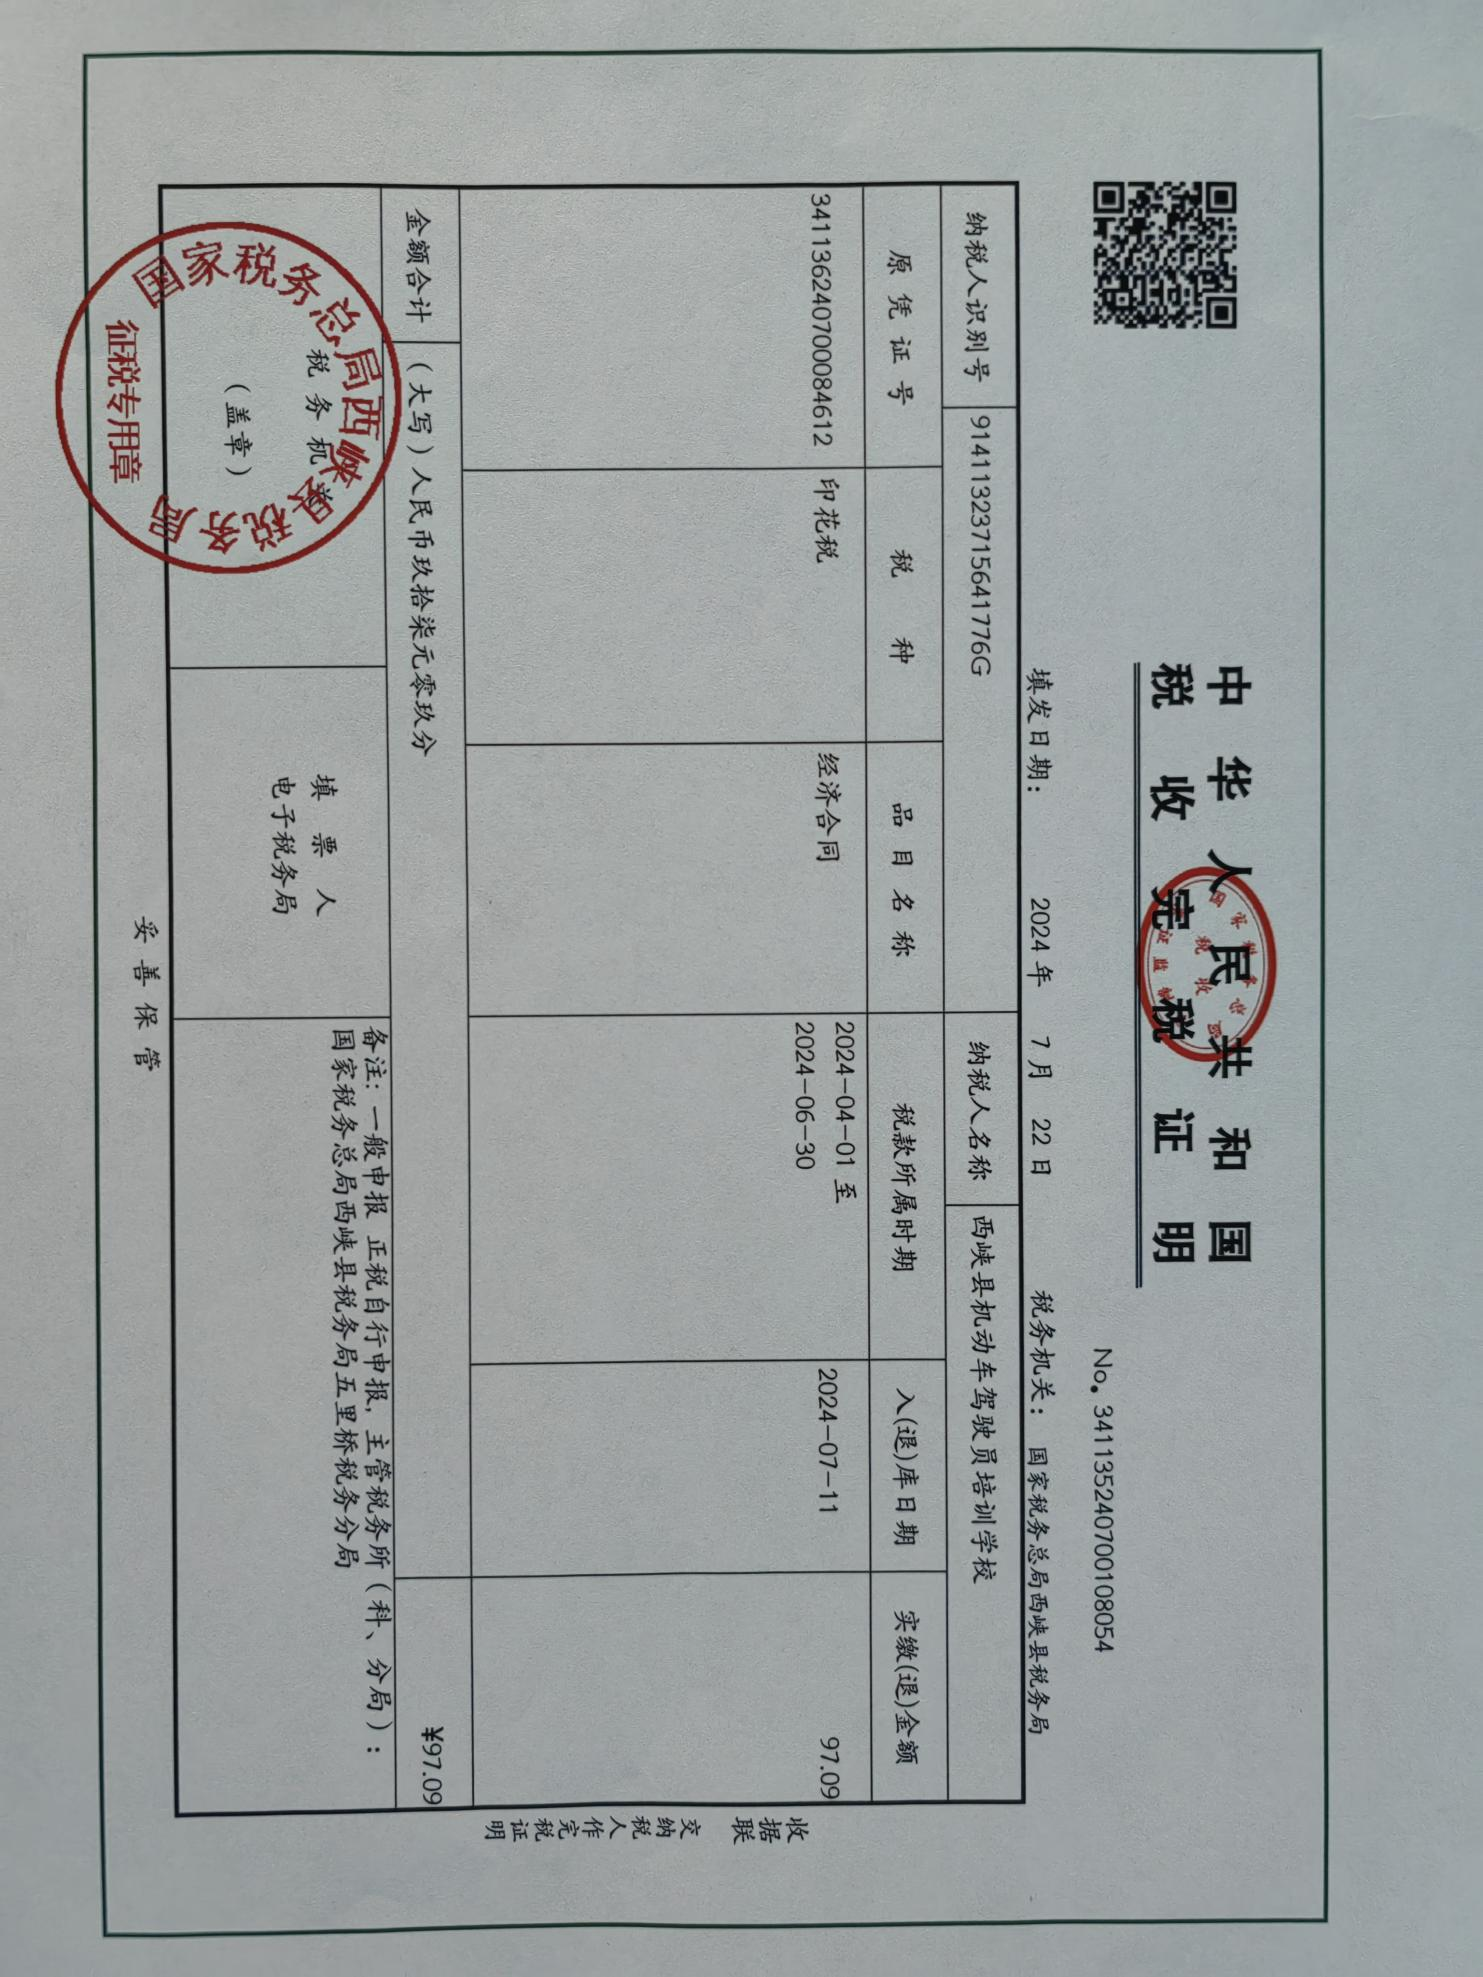 中华人民共和国
税收完税证明
No. 341135240700108054
填发日期： 2024 年 7 月 22 日 税务机关： 国家税务总局西峡县税务局
纳税人识别号 91411323715641776G 纳税人名称 西峡县机动车驾驶员培训学校
原凭证号 税种 品目名称 税款所属时期 入(退)库日期 实缴(退)金额
341136240700084612 印花税 经济合同 2024-04-01 至 2024-07-11 97.09
2024-06-30
金额合计 （大写）人民币玖拾柒元零玖分 ¥97.09
税务机关
（盖章）
填票人
电子税务局
备注：一般申报 正税自行申报，主管税务所（科、分局）：
国家税务总局西峡县税务局五里桥税务分局
妥善保管
收据联
交纳税人作完税证明
国家税务总局西峡县税务局
征税专用章